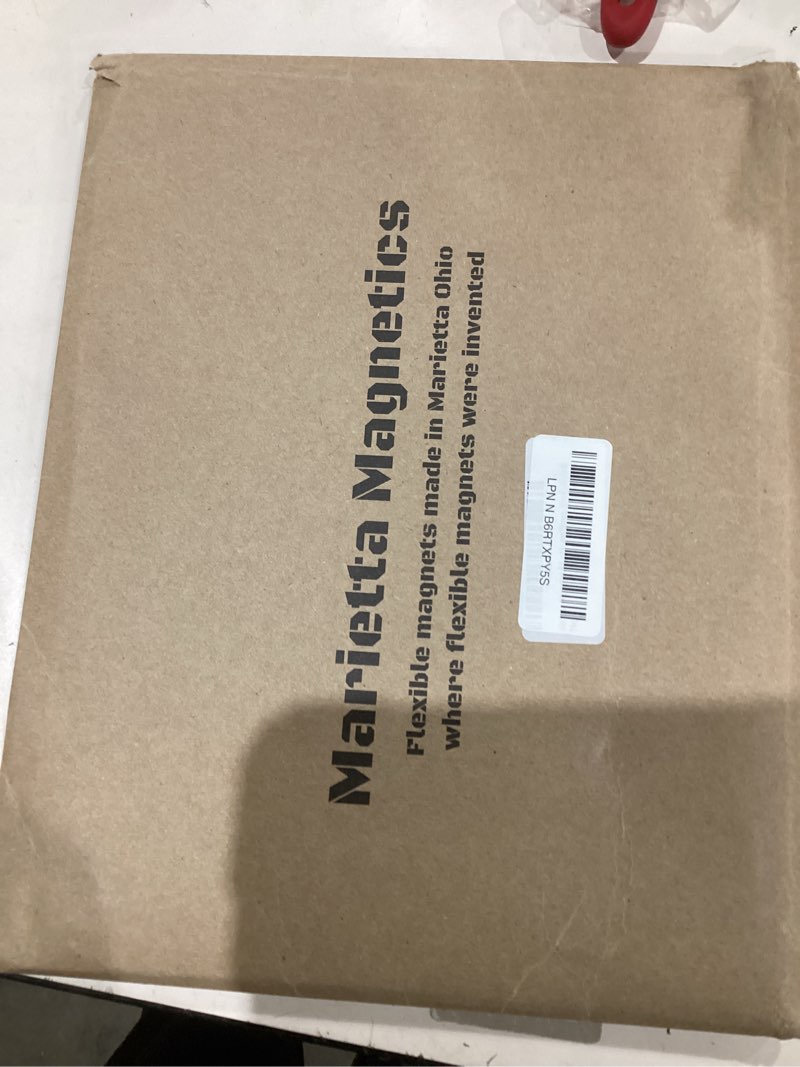 Marietta Magnetics
Flexible magnets made in Marietta Ohio
where flexible magnets were invented
LPN N B6RTXPY5S